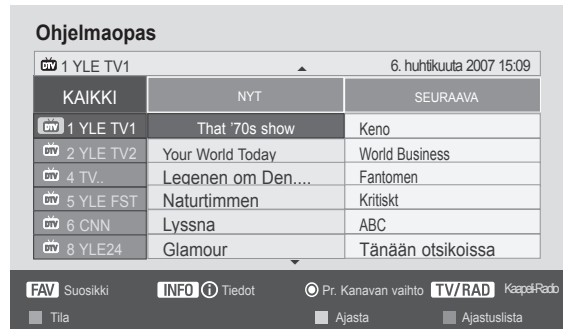 Ohjelmaopas
DTV 1 YLE TV1 6. huhtikuuta 2007 15:09
KAIKKI NYT SEURAAVA
DTV 1 YLE TV1 That '70s show Keno
DTV 2 YLE TV2 Your World Today World Business
DTV 4 TV.. Legenen om Den.... Fantomen
DTV 5 YLE FST Naturtimmen Kritiskt
DTV 6 CNN Lyssna ABC
DTV 8 YLE24 Glamour Tänään otsikoissa
FAV Suosikki INFO i Tiedot Pr. Kanavan vaihto TV/RAD Kaapeli-Radio
Tila Ajasta Ajastuslista